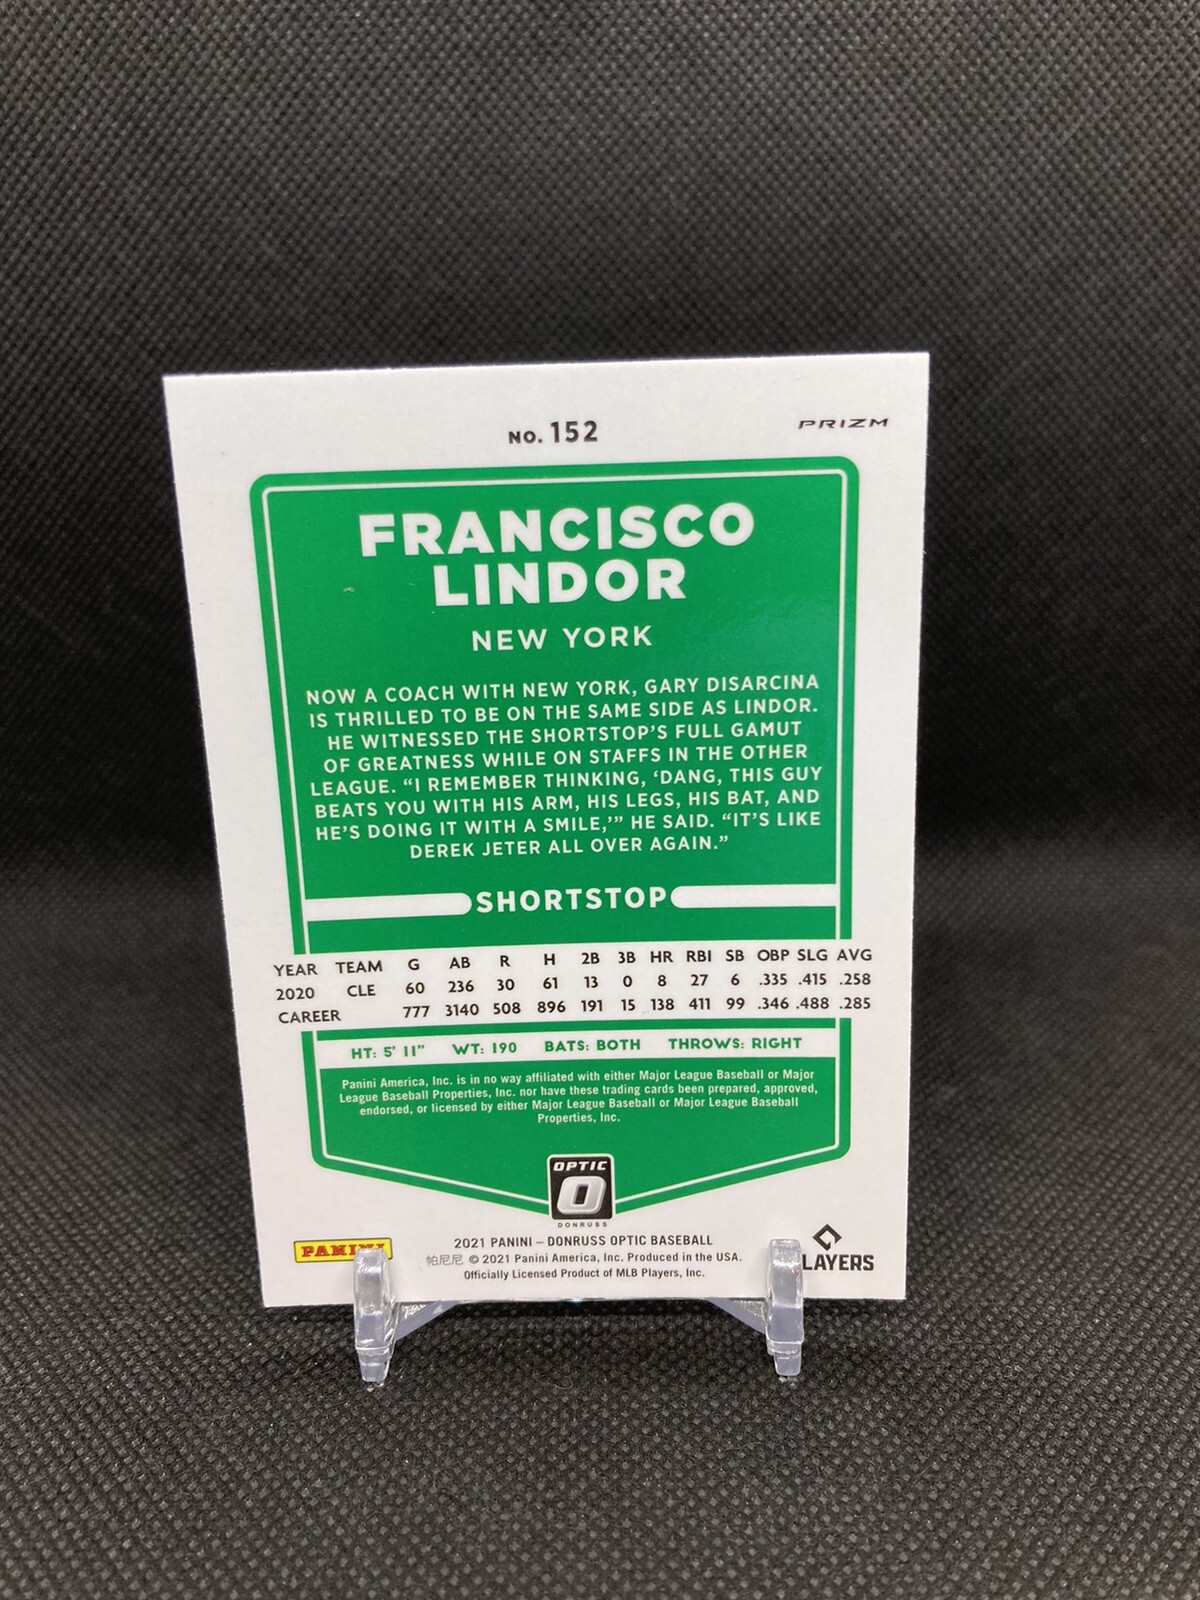 NO. 152
PRIZM
FRANCISCO
LINDOR
NEW YORK
NOW A COACH WITH NEW YORK, GARY DISARCINA
IS THRILLED TO BE ON THE SAME SIDE AS LINDOR.
HE WITNESSED THE SHORTSTOP'S FULL GAMUT
OF GREATNESS WHILE ON STAFFS IN THE OTHER
LEAGUE. “I REMEMBER THINKING, ‘DANG, THIS GUY
BEATS YOU WITH HIS ARM, HIS LEGS, HIS BAT, AND
HE'S DOING IT WITH A SMILE,’” HE SAID. “IT'S LIKE
DEREK JETER ALL OVER AGAIN.”
SHORTSTOP
YEAR TEAM G AB R H 2B 3B HR RBI SB OBP SLG AVG
2020 CLE 60 236 30 61 13 0 8 27 6 .335 .415 .258
CAREER 777 3140 508 896 191 15 138 411 99 .346 .488 .285
HT: 5' 11" WT: 190 BATS: BOTH THROWS: RIGHT
Panini America, Inc. is in no way affiliated with either Major League Baseball or Major
League Baseball Properties, Inc. nor have these trading cards been prepared, approved,
endorsed, or licensed by either Major League Baseball or Major League Baseball
Properties, Inc.
OPTIC
O
DONRUSS
PANINI
2021 PANINI – DONRUSS OPTIC BASEBALL
帕尼尼 © 2021 Panini America, Inc. Produced in the USA.
Officially Licensed Product of MLB Players, Inc.
LAYERS